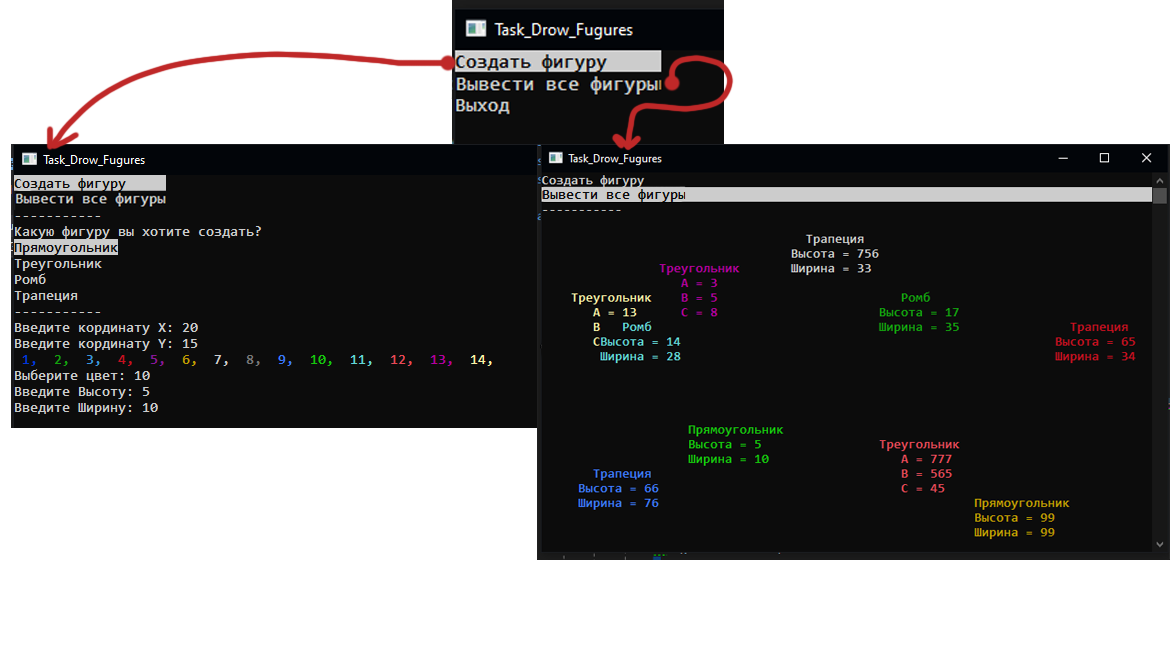 Task_Drow_Fugures
Создать фигуру
Вывести все фигуры
Выход
Task_Drow_Fugures
Создать фигуру
Вывести все фигуры
-----------
Какую фигуру вы хотите создать?
Прямоугольник
Треугольник
Ромб
Трапеция
-----------
Введите кординату X: 20
Введите кординату Y: 15
1, 2, 3, 4, 5, 6, 7, 8, 9, 10, 11, 12, 13, 14,
Выберите цвет: 10
Введите Высоту: 5
Введите Ширину: 10
Task_Drow_Fugures
Создать фигуру
Вывести все фигуры
-----------
Трапеция
Высота = 756
Ширина = 33
Треугольник
A = 3
B = 5
C = 8
Треугольник
A = 13
B Ромб
CВысота = 14
Ширина = 28
Ромб
Высота = 17
Ширина = 35
Трапеция
Высота = 65
Ширина = 34
Прямоугольник
Высота = 5
Ширина = 10
Треугольник
A = 777
B = 565
C = 45
Трапеция
Высота = 66
Ширина = 76
Прямоугольник
Высота = 99
Ширина = 99